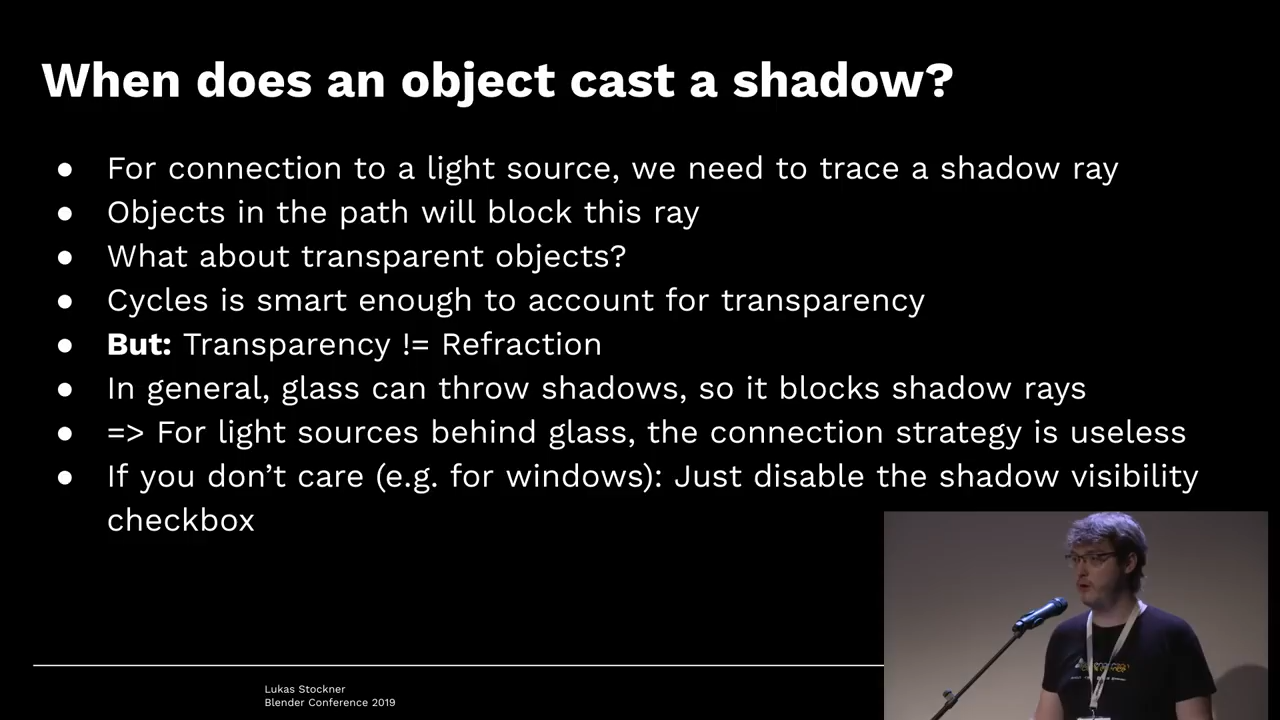 When does an object cast a shadow?
● For connection to a light source, we need to trace a shadow ray
● Objects in the path will block this ray
● What about transparent objects?
● Cycles is smart enough to account for transparency
● But: Transparency != Refraction
● In general, glass can throw shadows, so it blocks shadow rays
● => For light sources behind glass, the connection strategy is useless
● If you don’t care (e.g. for windows): Just disable the shadow visibility
checkbox
Lukas Stockner
Blender Conference 2019